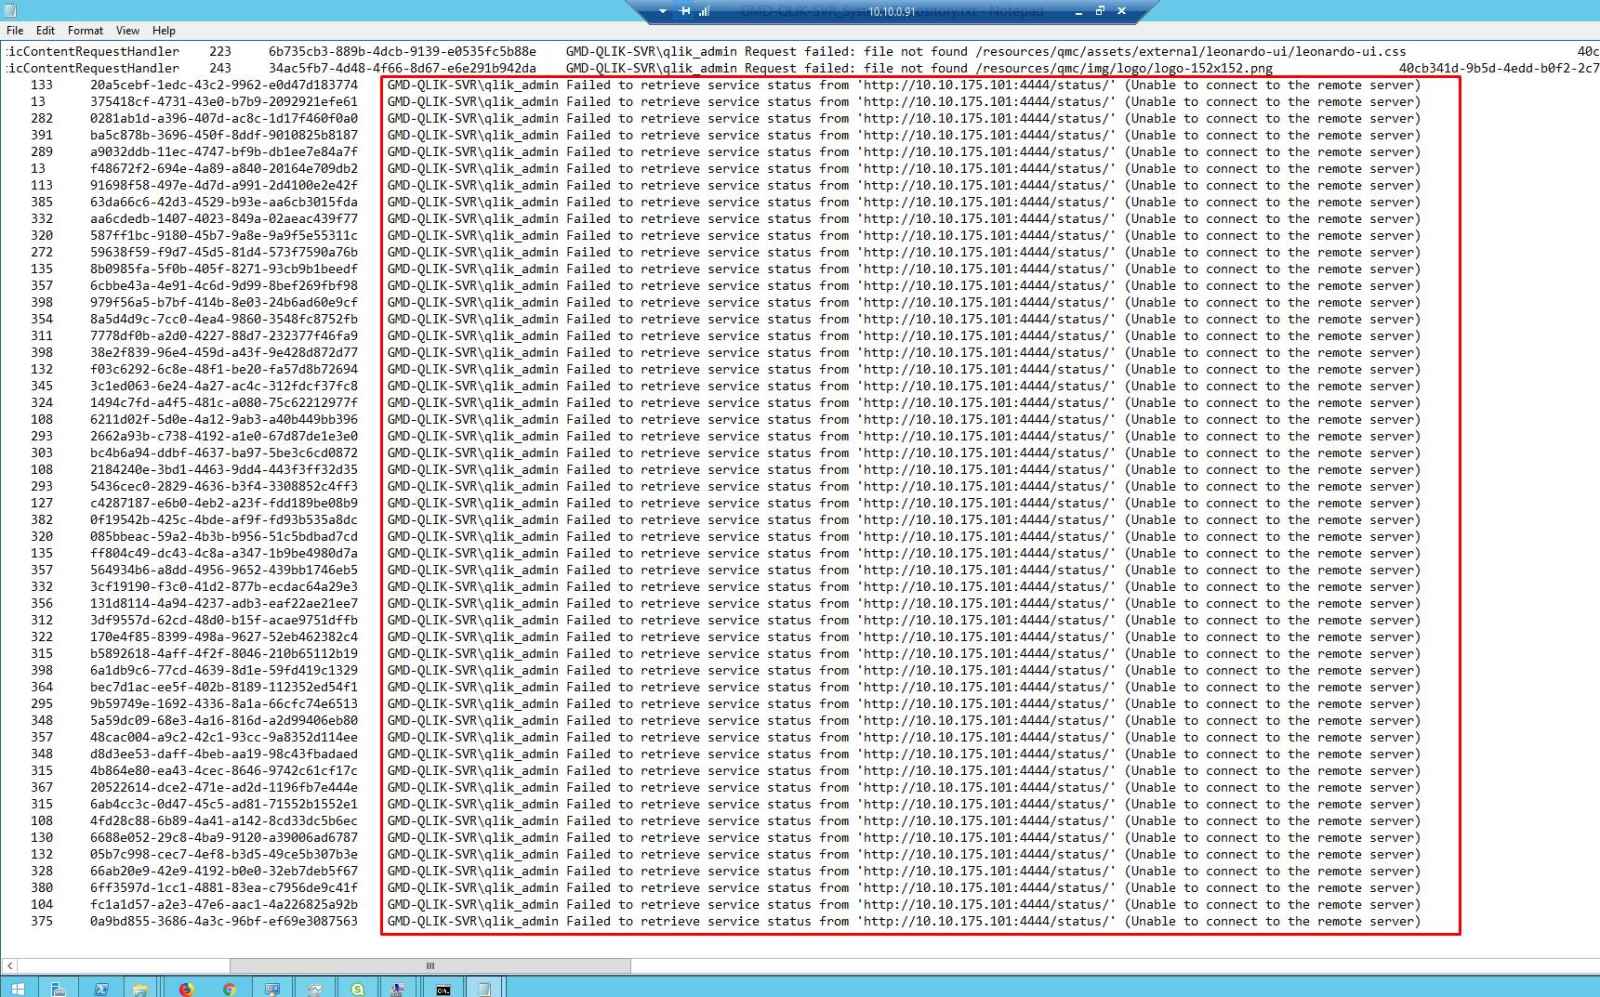 GMD-QLIK-SVR_System_Repository.txt - Notepad
10.10.0.91
File Edit Format View Help
:icContentRequestHandler 223 6b735cb3-889b-4dcb-9139-e0535fc5b88e GMD-QLIK-SVR\qlik_admin Request failed: file not found /resources/qmc/assets/external/leonardo-ui/leonardo-ui.css 40c
:icContentRequestHandler 243 34ac5fb7-4d48-4f66-8d67-e6e291b942da GMD-QLIK-SVR\qlik_admin Request failed: file not found /resources/qmc/img/logo/logo-152x152.png 40cb341d-9b5d-4edd-b0f2-2c7
133 20a5cebf-1edc-43c2-9962-e0d47d183774 GMD-QLIK-SVR\qlik_admin Failed to retrieve service status from 'http://10.10.175.101:4444/status/' (Unable to connect to the remote server)
13 375418cf-4731-43e0-b7b9-2092921efe61 GMD-QLIK-SVR\qlik_admin Failed to retrieve service status from 'http://10.10.175.101:4444/status/' (Unable to connect to the remote server)
282 0281ab1d-a396-407d-ac8c-1d17f460f0a0 GMD-QLIK-SVR\qlik_admin Failed to retrieve service status from 'http://10.10.175.101:4444/status/' (Unable to connect to the remote server)
391 ba5c878b-3696-450f-8ddf-9010825b8187 GMD-QLIK-SVR\qlik_admin Failed to retrieve service status from 'http://10.10.175.101:4444/status/' (Unable to connect to the remote server)
289 a9032ddb-11ec-4747-bf9b-db1ee7e84a7f GMD-QLIK-SVR\qlik_admin Failed to retrieve service status from 'http://10.10.175.101:4444/status/' (Unable to connect to the remote server)
13 f48672f2-694e-4a89-a840-20164e709db2 GMD-QLIK-SVR\qlik_admin Failed to retrieve service status from 'http://10.10.175.101:4444/status/' (Unable to connect to the remote server)
113 91698f58-497e-4d7d-a991-2d4100e2e42f GMD-QLIK-SVR\qlik_admin Failed to retrieve service status from 'http://10.10.175.101:4444/status/' (Unable to connect to the remote server)
385 63da66c6-42d3-4529-b93e-aa6cb3015fda GMD-QLIK-SVR\qlik_admin Failed to retrieve service status from 'http://10.10.175.101:4444/status/' (Unable to connect to the remote server)
332 aa6cdedb-1407-4023-849a-02aeac439f77 GMD-QLIK-SVR\qlik_admin Failed to retrieve service status from 'http://10.10.175.101:4444/status/' (Unable to connect to the remote server)
320 587ff1bc-9180-45b7-9a8e-9a9f5e55311c GMD-QLIK-SVR\qlik_admin Failed to retrieve service status from 'http://10.10.175.101:4444/status/' (Unable to connect to the remote server)
272 59638f59-f9d7-45d5-81d4-573f7590a76b GMD-QLIK-SVR\qlik_admin Failed to retrieve service status from 'http://10.10.175.101:4444/status/' (Unable to connect to the remote server)
135 8b0985fa-5f0b-405f-8271-93cb9b1beedf GMD-QLIK-SVR\qlik_admin Failed to retrieve service status from 'http://10.10.175.101:4444/status/' (Unable to connect to the remote server)
357 6cbbe43a-4e91-4c6d-9d99-8bef269fbf98 GMD-QLIK-SVR\qlik_admin Failed to retrieve service status from 'http://10.10.175.101:4444/status/' (Unable to connect to the remote server)
398 979f56a5-b7bf-414b-8e03-24b6ad60e9cf GMD-QLIK-SVR\qlik_admin Failed to retrieve service status from 'http://10.10.175.101:4444/status/' (Unable to connect to the remote server)
354 8a5d4d9c-7cc0-4ea4-9860-3548fc8752fb GMD-QLIK-SVR\qlik_admin Failed to retrieve service status from 'http://10.10.175.101:4444/status/' (Unable to connect to the remote server)
311 7778df0b-a2d0-4227-88d7-232377f46fa9 GMD-QLIK-SVR\qlik_admin Failed to retrieve service status from 'http://10.10.175.101:4444/status/' (Unable to connect to the remote server)
398 38e2f839-96e4-459d-a43f-9e428d872d77 GMD-QLIK-SVR\qlik_admin Failed to retrieve service status from 'http://10.10.175.101:4444/status/' (Unable to connect to the remote server)
132 f03c6292-6c8e-48f1-be20-fa57d8b72694 GMD-QLIK-SVR\qlik_admin Failed to retrieve service status from 'http://10.10.175.101:4444/status/' (Unable to connect to the remote server)
345 3c1ed063-6e24-4a27-ac4c-312fdcf37fc8 GMD-QLIK-SVR\qlik_admin Failed to retrieve service status from 'http://10.10.175.101:4444/status/' (Unable to connect to the remote server)
324 1494c7fd-a4f5-481c-a080-75c62212977f GMD-QLIK-SVR\qlik_admin Failed to retrieve service status from 'http://10.10.175.101:4444/status/' (Unable to connect to the remote server)
108 6211d02f-5d0e-4a12-9ab3-a40b449bb396 GMD-QLIK-SVR\qlik_admin Failed to retrieve service status from 'http://10.10.175.101:4444/status/' (Unable to connect to the remote server)
293 2662a93b-c738-4192-a1e0-67d87de1e3e0 GMD-QLIK-SVR\qlik_admin Failed to retrieve service status from 'http://10.10.175.101:4444/status/' (Unable to connect to the remote server)
303 bc4b6a94-ddbf-4637-ba97-5be3c6cd0872 GMD-QLIK-SVR\qlik_admin Failed to retrieve service status from 'http://10.10.175.101:4444/status/' (Unable to connect to the remote server)
108 2184240e-3bd1-4463-9dd4-443f3ff32d35 GMD-QLIK-SVR\qlik_admin Failed to retrieve service status from 'http://10.10.175.101:4444/status/' (Unable to connect to the remote server)
293 5436cec0-2829-4636-b3f4-3308852c4ff3 GMD-QLIK-SVR\qlik_admin Failed to retrieve service status from 'http://10.10.175.101:4444/status/' (Unable to connect to the remote server)
127 c4287187-e6b0-4eb2-a23f-fdd189be08b9 GMD-QLIK-SVR\qlik_admin Failed to retrieve service status from 'http://10.10.175.101:4444/status/' (Unable to connect to the remote server)
382 0f19542b-425c-4bde-af9f-fd93b535a8dc GMD-QLIK-SVR\qlik_admin Failed to retrieve service status from 'http://10.10.175.101:4444/status/' (Unable to connect to the remote server)
320 085bbeac-59a2-4b3b-b956-51c5bdbad7cd GMD-QLIK-SVR\qlik_admin Failed to retrieve service status from 'http://10.10.175.101:4444/status/' (Unable to connect to the remote server)
135 ff804c49-dc43-4c8a-a347-1b9be4980d7a GMD-QLIK-SVR\qlik_admin Failed to retrieve service status from 'http://10.10.175.101:4444/status/' (Unable to connect to the remote server)
357 564934b6-a8dd-4956-9652-439bb1746eb5 GMD-QLIK-SVR\qlik_admin Failed to retrieve service status from 'http://10.10.175.101:4444/status/' (Unable to connect to the remote server)
332 3cf19190-f3c0-41d2-877b-ecdac64a29e3 GMD-QLIK-SVR\qlik_admin Failed to retrieve service status from 'http://10.10.175.101:4444/status/' (Unable to connect to the remote server)
356 131d8114-4a94-4237-adb3-eaf22ae21ee7 GMD-QLIK-SVR\qlik_admin Failed to retrieve service status from 'http://10.10.175.101:4444/status/' (Unable to connect to the remote server)
312 3df9557d-62cd-48d0-b15f-acae9751dffb GMD-QLIK-SVR\qlik_admin Failed to retrieve service status from 'http://10.10.175.101:4444/status/' (Unable to connect to the remote server)
322 170e4f85-8399-498a-9627-52eb462382c4 GMD-QLIK-SVR\qlik_admin Failed to retrieve service status from 'http://10.10.175.101:4444/status/' (Unable to connect to the remote server)
315 b5892618-4aff-4f2f-8046-210b65112b19 GMD-QLIK-SVR\qlik_admin Failed to retrieve service status from 'http://10.10.175.101:4444/status/' (Unable to connect to the remote server)
398 6a1db9c6-77cd-4639-8d1e-59fd419c1329 GMD-QLIK-SVR\qlik_admin Failed to retrieve service status from 'http://10.10.175.101:4444/status/' (Unable to connect to the remote server)
364 bec7d1ac-ee5f-402b-8189-112352ed54f1 GMD-QLIK-SVR\qlik_admin Failed to retrieve service status from 'http://10.10.175.101:4444/status/' (Unable to connect to the remote server)
295 9b59749e-1692-4336-8a1a-66cfc74e6513 GMD-QLIK-SVR\qlik_admin Failed to retrieve service status from 'http://10.10.175.101:4444/status/' (Unable to connect to the remote server)
348 5a59dc09-68e3-4a16-816d-a2d99406eb80 GMD-QLIK-SVR\qlik_admin Failed to retrieve service status from 'http://10.10.175.101:4444/status/' (Unable to connect to the remote server)
357 48cac004-a9c2-42c1-93cc-9a8352d114ee GMD-QLIK-SVR\qlik_admin Failed to retrieve service status from 'http://10.10.175.101:4444/status/' (Unable to connect to the remote server)
348 d8d3ee53-daff-4beb-aa19-98c43fbadaed GMD-QLIK-SVR\qlik_admin Failed to retrieve service status from 'http://10.10.175.101:4444/status/' (Unable to connect to the remote server)
315 4b864e80-ea43-4cec-8646-9742c61cf17c GMD-QLIK-SVR\qlik_admin Failed to retrieve service status from 'http://10.10.175.101:4444/status/' (Unable to connect to the remote server)
367 20522614-dce2-471e-ad2d-1196fb7e444e GMD-QLIK-SVR\qlik_admin Failed to retrieve service status from 'http://10.10.175.101:4444/status/' (Unable to connect to the remote server)
315 6ab4cc3c-0d47-45c5-ad81-71552b1552e1 GMD-QLIK-SVR\qlik_admin Failed to retrieve service status from 'http://10.10.175.101:4444/status/' (Unable to connect to the remote server)
108 4fd28c88-6b89-4a41-a142-8cd33dc5b6ec GMD-QLIK-SVR\qlik_admin Failed to retrieve service status from 'http://10.10.175.101:4444/status/' (Unable to connect to the remote server)
130 6688e052-29c8-4ba9-9120-a39006ad6787 GMD-QLIK-SVR\qlik_admin Failed to retrieve service status from 'http://10.10.175.101:4444/status/' (Unable to connect to the remote server)
132 05b7c998-cec7-4ef8-b3d5-49ce5b307b3e GMD-QLIK-SVR\qlik_admin Failed to retrieve service status from 'http://10.10.175.101:4444/status/' (Unable to connect to the remote server)
328 66ab20e9-42e9-4192-b0e0-32eb7deb5f67 GMD-QLIK-SVR\qlik_admin Failed to retrieve service status from 'http://10.10.175.101:4444/status/' (Unable to connect to the remote server)
380 6ff3597d-1cc1-4881-83ea-c7956de9c41f GMD-QLIK-SVR\qlik_admin Failed to retrieve service status from 'http://10.10.175.101:4444/status/' (Unable to connect to the remote server)
104 fc1a1d57-a2e3-47e6-aac1-4a226825a92b GMD-QLIK-SVR\qlik_admin Failed to retrieve service status from 'http://10.10.175.101:4444/status/' (Unable to connect to the remote server)
375 0a9bd855-3686-4a3c-96bf-ef69e3087563 GMD-QLIK-SVR\qlik_admin Failed to retrieve service status from 'http://10.10.175.101:4444/status/' (Unable to connect to the remote server)